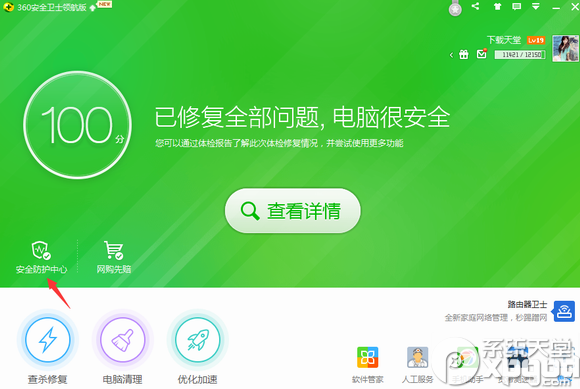 360安全卫士领航版 NEW
下载天堂 Lv19
11421 / 12150
100分
已修复全部问题, 电脑很安全
您可以通过体检报告了解此次体检修复情况，并尝试使用更多功能
查看详情
安全防护中心 网购先赔
路由器卫士
全新家庭网络管理，秒踢蹭网
查杀修复 电脑清理 优化加速
软件管家 人工服务
系统天堂